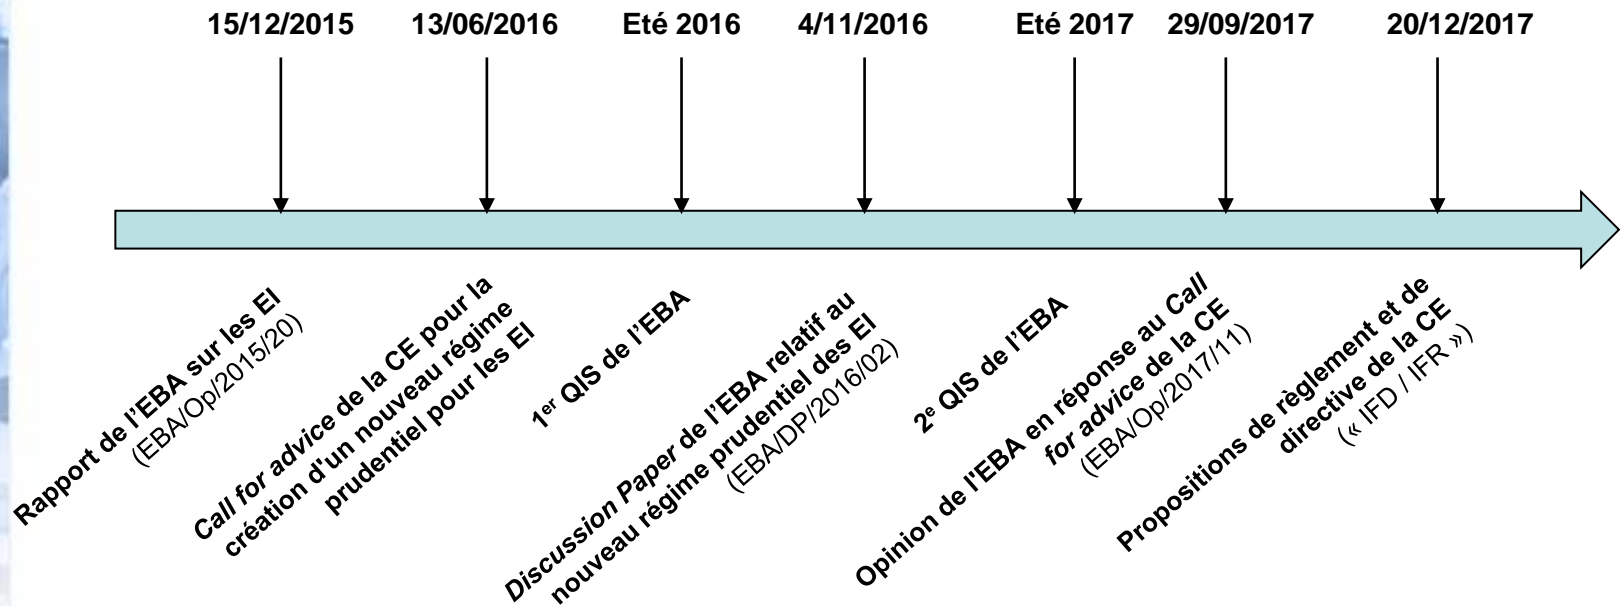 15/12/2015
13/06/2016
Eté 2016
4/11/2016
Eté 2017
29/09/2017
20/12/2017
Rapport de l’EBA sur les EI
(EBA/Op/2015/20)
Call for advice de la CE pour la
création d'un nouveau régime
prudentiel pour les EI
1er QIS de l’EBA
Discussion Paper de l’EBA relatif au
nouveau régime prudentiel des EI
(EBA/DP/2016/02)
2e QIS de l’EBA
Opinion de l'EBA en réponse au Call
for advice de la CE
(EBA/Op/2017/11)
Propositions de règlement et de
directive de la CE
(« IFD / IFR »)